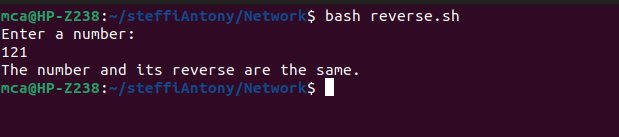 mca@HP-Z238:~/steffiAntony/Network$ bash reverse.sh
Enter a number:
121
The number and its reverse are the same.
mca@HP-Z238:~/steffiAntony/Network$